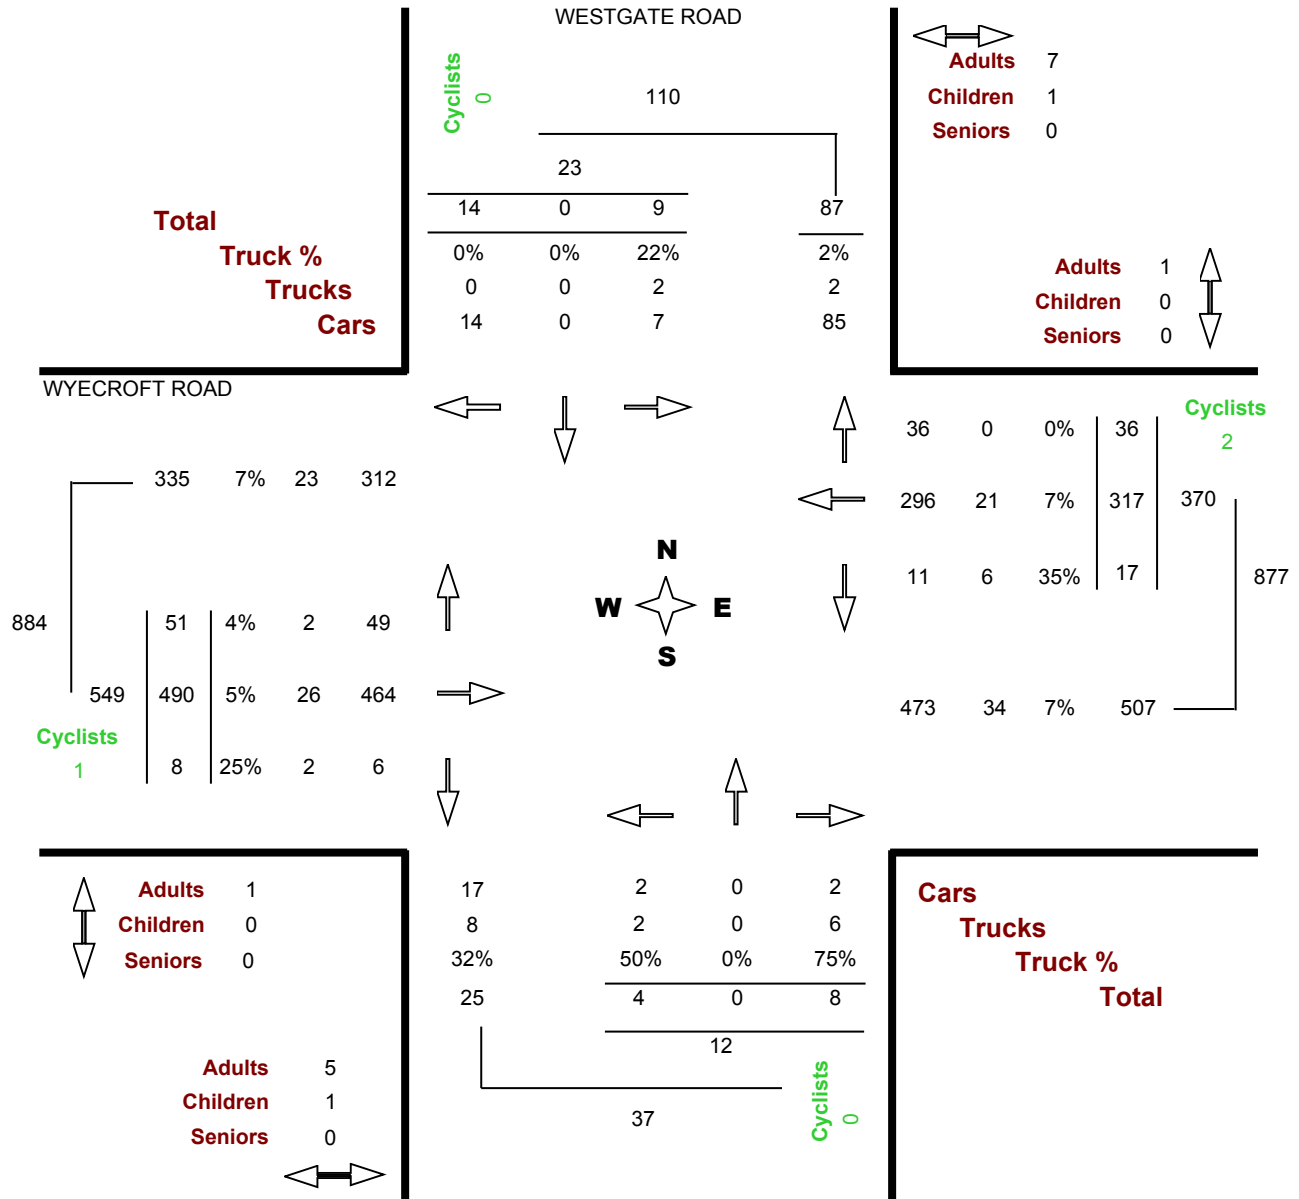 WESTGATE ROAD
Cyclists
0
110
Adults 7
Children 1
Seniors 0
23
Total 14 0 9 87
Truck % 0% 0% 22% 2%
Trucks 0 0 2 2
Cars 14 0 7 85
Adults 1
Children 0
Seniors 0
WYECROFT ROAD
Cyclists
2
36 0 0% 36
335 7% 23 312
296 21 7% 317 370
N
W E
S
11 6 35% 17
877
884
51 4% 2 49
549 490 5% 26 464
473 34 7% 507
Cyclists
1
8 25% 2 6
Adults 1
Children 0
Seniors 0
17 2 0 2 Cars
8 2 0 6 Trucks
32% 50% 0% 75% Truck %
25 4 0 8 Total
12
Adults 5
Children 1
Seniors 0
37
Cyclists
0